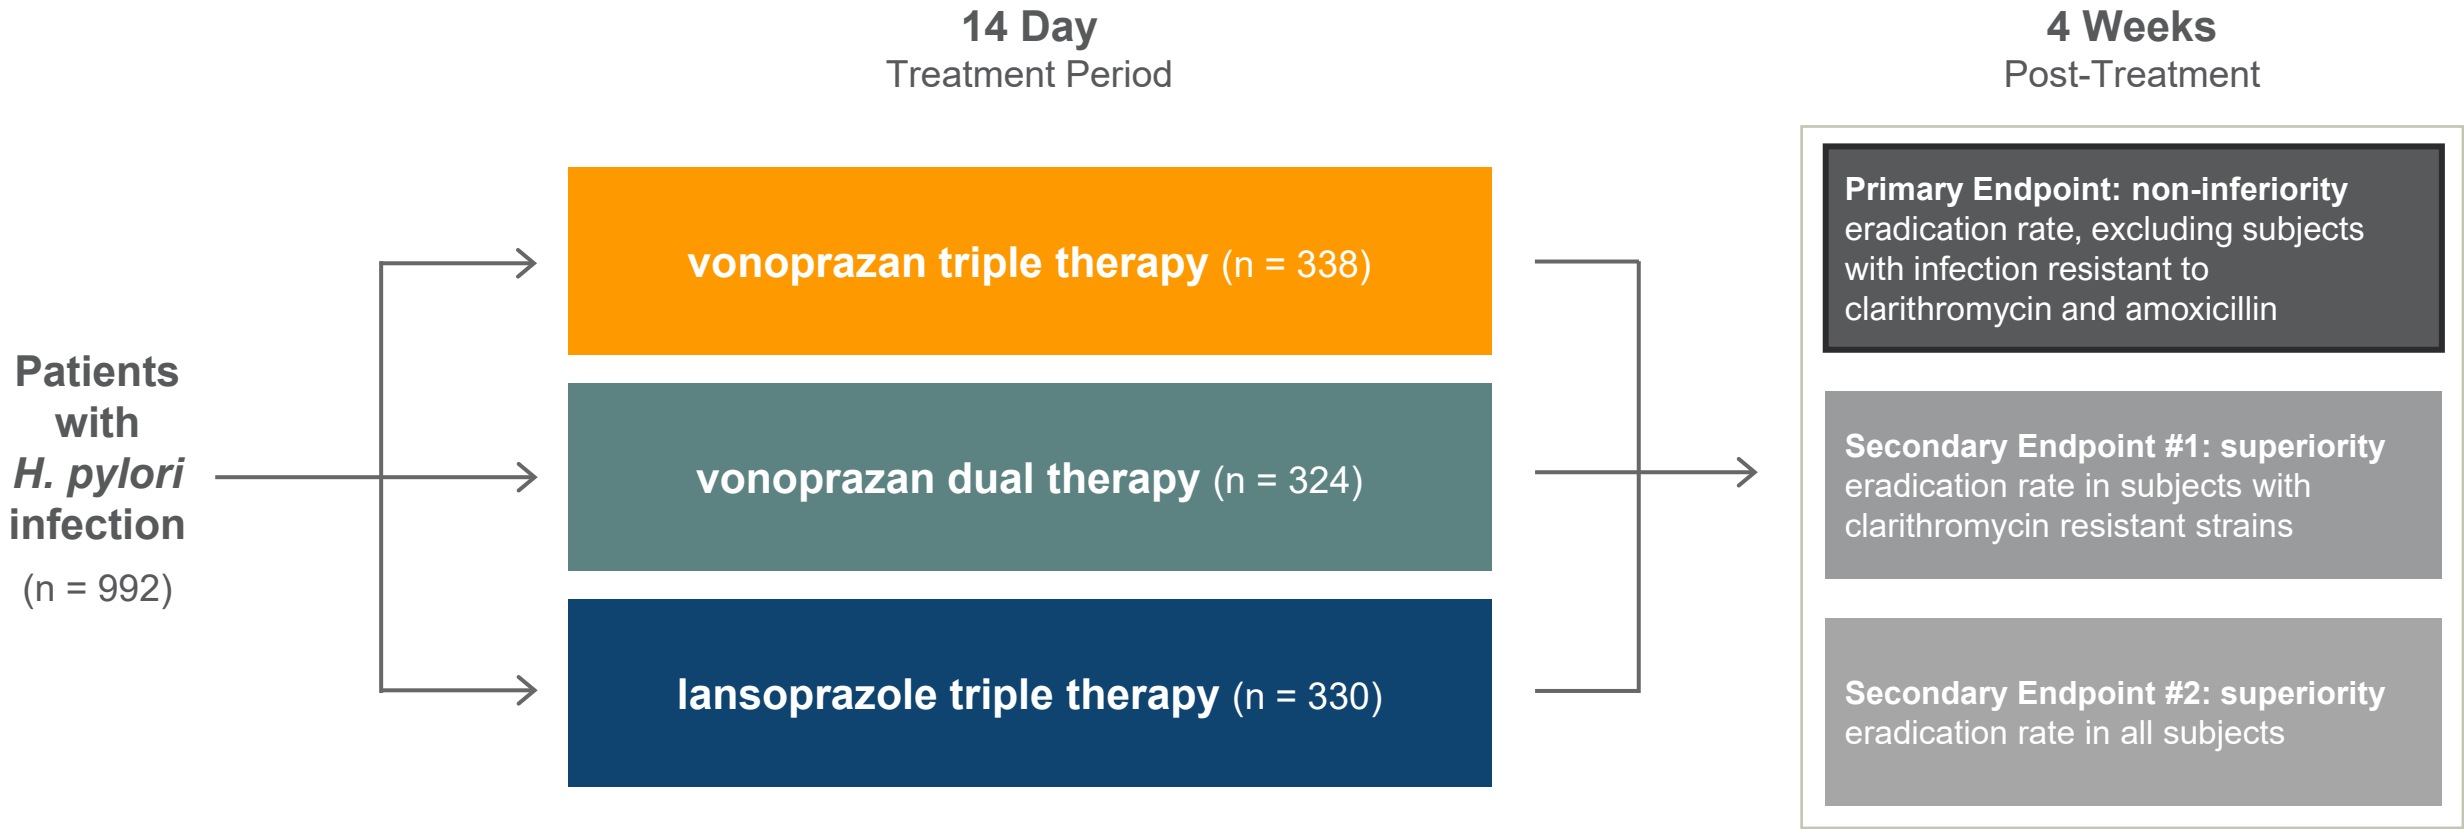 14 Day
Treatment Period
4 Weeks
Post-Treatment
Patients
with
H. pylori
infection
(n = 992)
vonoprazan triple therapy (n = 338)
vonoprazan dual therapy (n = 324)
lansoprazole triple therapy (n = 330)
Primary Endpoint: non-inferiority
eradication rate, excluding subjects
with infection resistant to
clarithromycin and amoxicillin
Secondary Endpoint #1: superiority
eradication rate in subjects with
clarithromycin resistant strains
Secondary Endpoint #2: superiority
eradication rate in all subjects